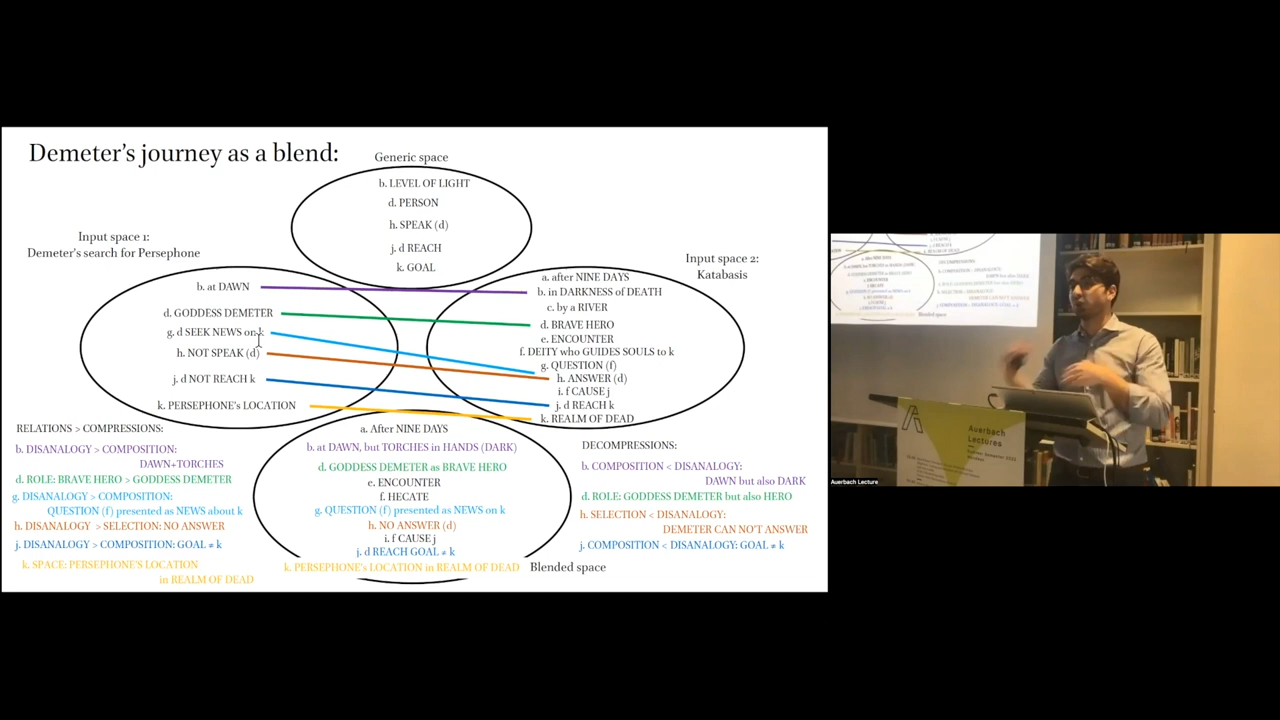 Demeter's journey as a blend:
Generic space
b. LEVEL OF LIGHT
d. PERSON
h. SPEAK (d)
j. d REACH
k. GOAL
Input space 1:
Demeter's search for Persephone
b. at DAWN
d. GODDESS DEMETER
g. d SEEK NEWS on k
h. NOT SPEAK (d)
j. d NOT REACH k
k. PERSEPHONE's LOCATION
Input space 2:
Katabasis
a. after NINE DAYS
b. in DARKNESS of DEATH
c. by a RIVER
d. BRAVE HERO
e. ENCOUNTER
f. DEITY who GUIDES SOULS to k
g. QUESTION (f)
h. ANSWER (d)
i. f CAUSE j
j. d REACH k
k. REALM OF DEAD
RELATIONS > COMPRESSIONS:
b. DISANALOGY > COMPOSITION:
DAWN+TORCHES
d. ROLE: BRAVE HERO > GODDESS DEMETER
g. DISANALOGY > COMPOSITION:
QUESTION (f) presented as NEWS about k
h. DISANALOGY > SELECTION: NO ANSWER
j. DISANALOGY > COMPOSITION: GOAL ≠ k
k. SPACE: PERSEPHONE'S LOCATION
in REALM OF DEAD
a. After NINE DAYS
b. at DAWN, but TORCHES in HANDS (DARK)
d. GODDESS DEMETER as BRAVE HERO
e. ENCOUNTER
f. HECATE
g. QUESTION (f) presented as NEWS on k
h. NO ANSWER (d)
i. f CAUSE j
j. d REACH GOAL ≠ k
k. PERSEPHONE's LOCATION in REALM OF DEAD
Blended space
DECOMPRESSIONS:
b. COMPOSITION < DISANALOGY:
DAWN but also DARK
d. ROLE: GODDESS DEMETER but also HERO
h. SELECTION < DISANALOGY:
DEMETER CAN NO'T ANSWER
j. COMPOSITION < DISANALOGY: GOAL ≠ k
Auerbach
Lectures
Auerbach Lecture